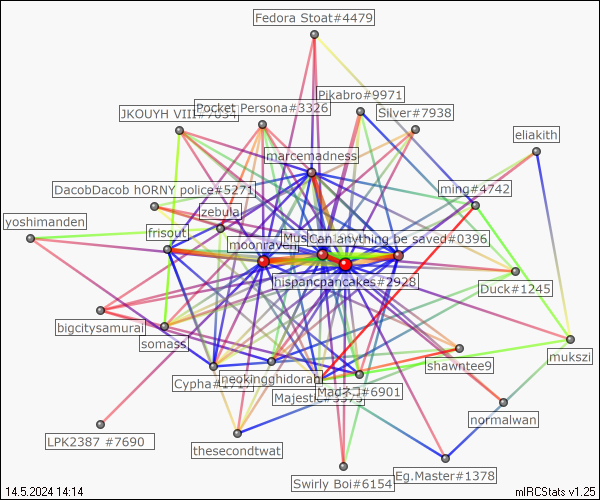 Fedora Stoat#4479
Pikabro#9971
JKOUYH VIII#7034
Pocket Persona#3326
Silver#7938
eliakith
marcemadness
DacobDacob hORNY police#5271
ming#4742
zebula
yoshimanden
frisout
moonraven
Mus
Can anything be saved#0396
hispancpancakes#2928
Duck#1245
bigcitysamurai
somass
mukszi
shawntee9
Cypha#1717
neokingghidorah
Majestic#5373
Madネコ#6901
normalwan
LPK2387 #7690
thesecondtwat
Swirly Boi#6154
Eg.Master#1378
14.5.2024 14:14
mIRCStats v1.25